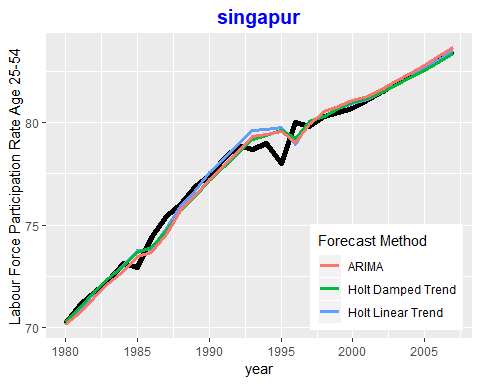 singapur
Labour Force Participation Rate Age 25-54
80
75
70
1980
1985
1990
1995
2000
2005
year
Forecast Method
ARIMA
Holt Damped Trend
Holt Linear Trend